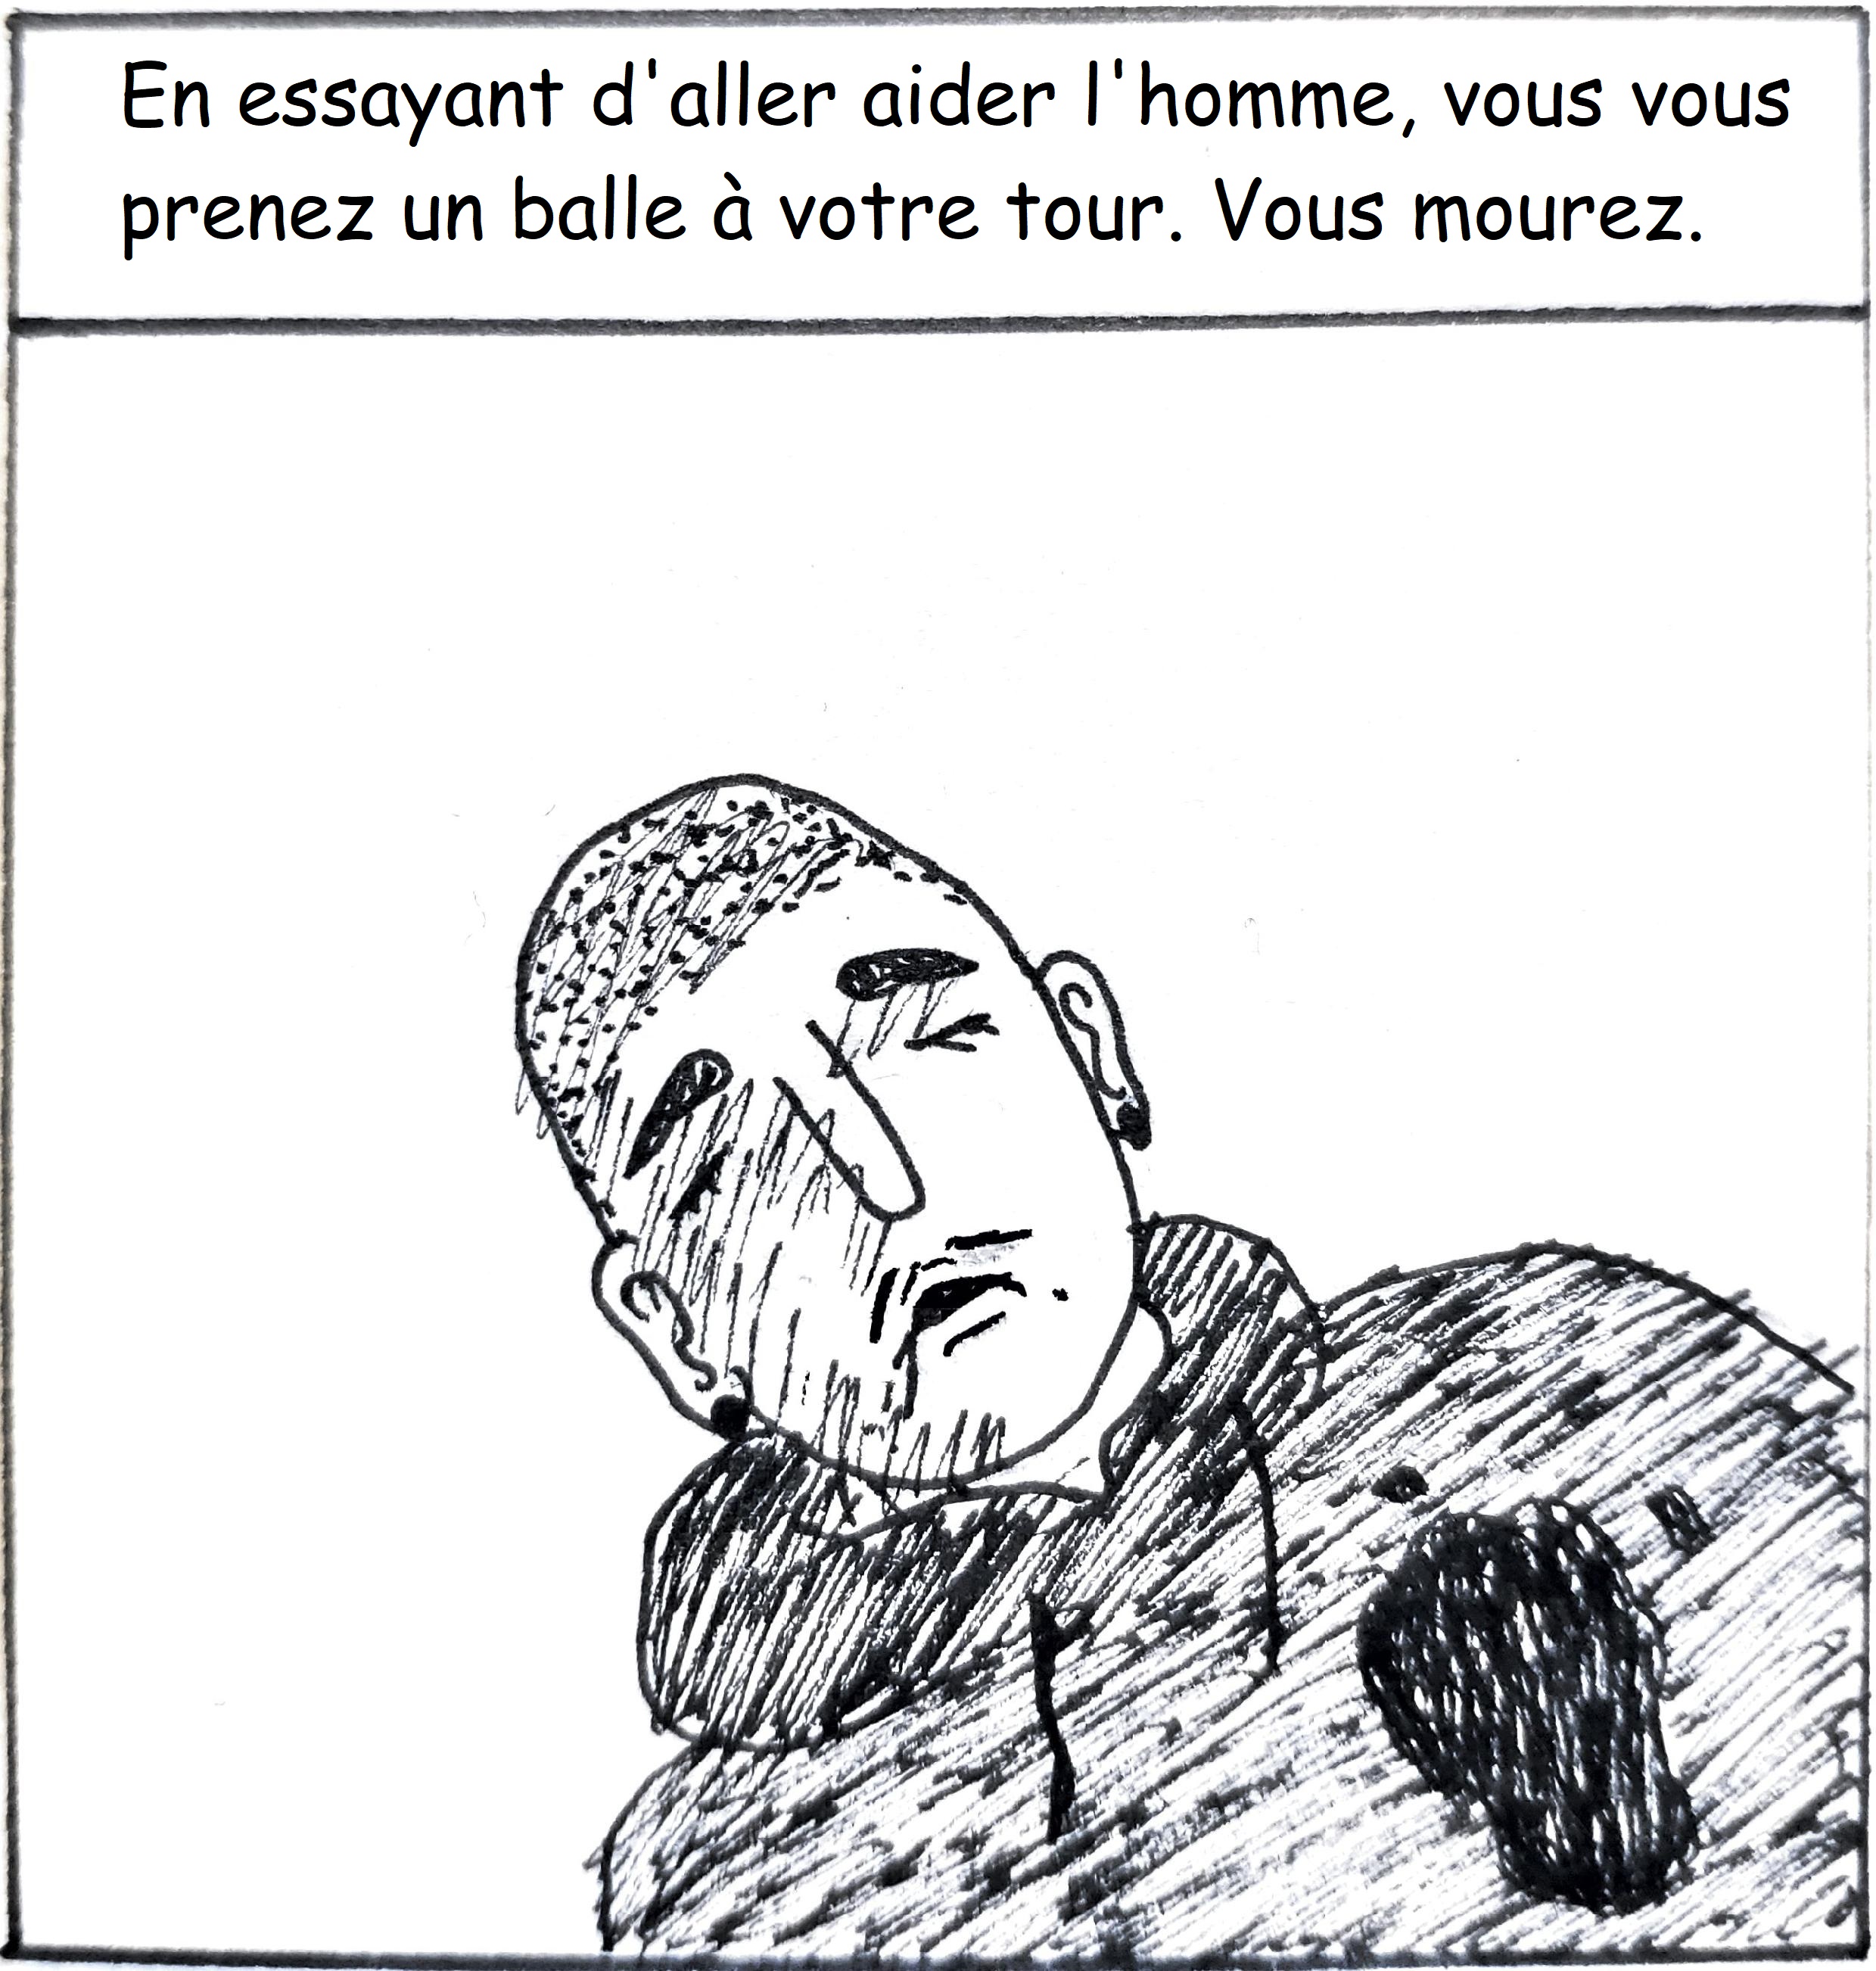 En essayant d'aller aider l'homme, vous vous
prenez un balle à votre tour. Vous mourez.